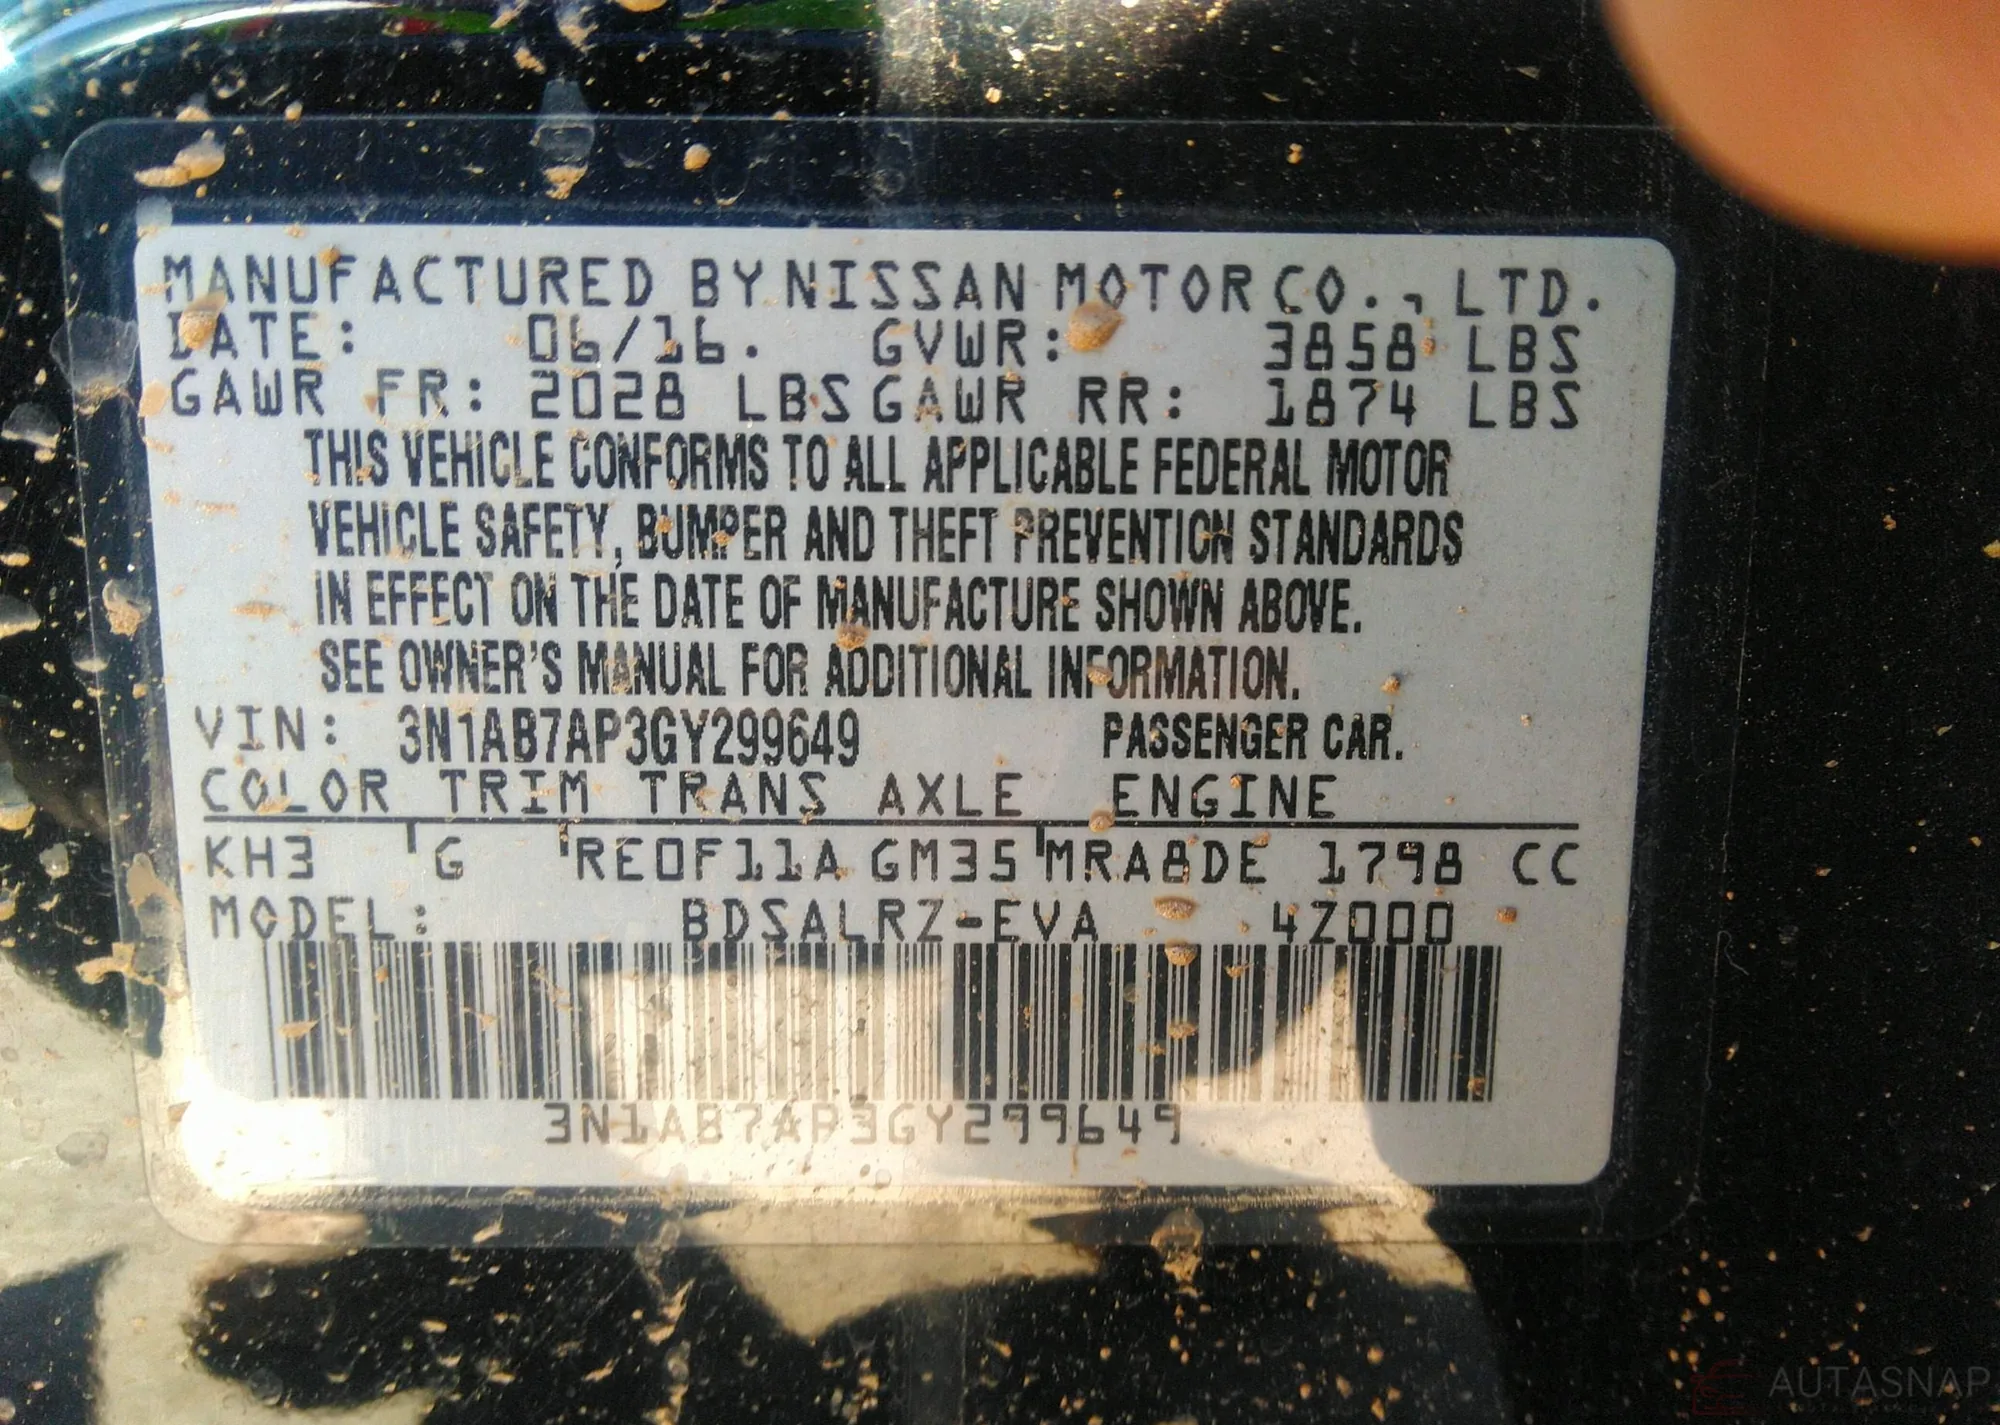 MANUFACTURED BY NISSAN MOTOR CO., LTD.
DATE: 06/16. GVWR: 3858 LBS
GAWR FR: 2028 LBS GAWR RR: 1874 LBS
THIS VEHICLE CONFORMS TO ALL APPLICABLE FEDERAL MOTOR
VEHICLE SAFETY, BUMPER AND THEFT PREVENTION STANDARDS
IN EFFECT ON THE DATE OF MANUFACTURE SHOWN ABOVE.
SEE OWNER'S MANUAL FOR ADDITIONAL INFORMATION.
VIN: 3N1AB7AP3GY299649 PASSENGER CAR.
COLOR TRIM TRANS AXLE ENGINE
KH3 G RE0F11A GM35 MRA8DE 1798 CC
MODEL: BDSALRZ-EVA 4Z000
3N1AB7AP3GY299649
AUTASNAP